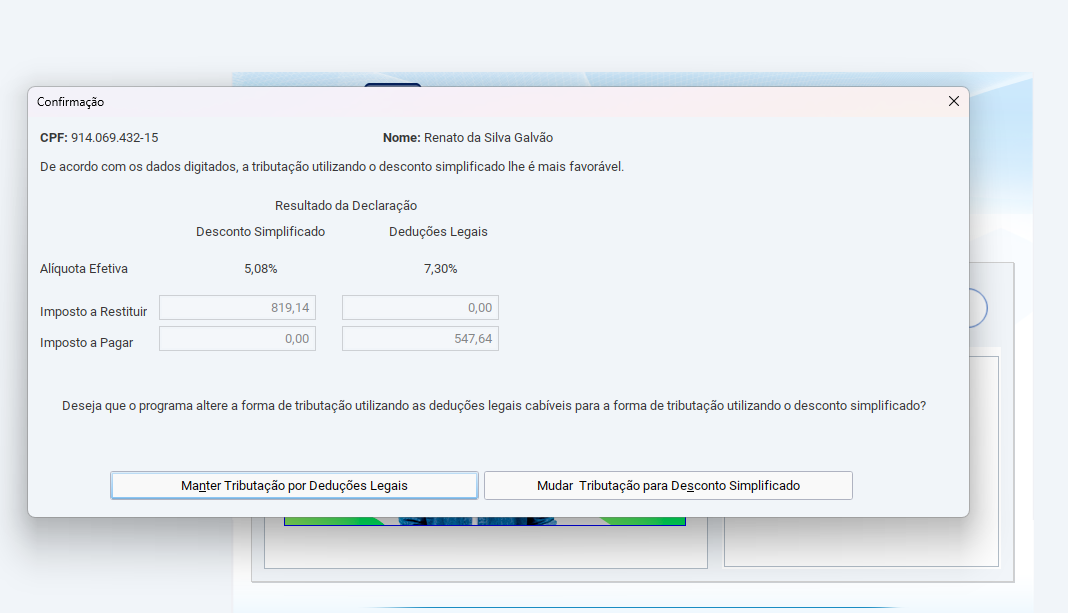 Confirmação
CPF: 914.069.432-15 Nome: Renato da Silva Galvão
De acordo com os dados digitados, a tributação utilizando o desconto simplificado lhe é mais favorável.
Resultado da Declaração
Desconto Simplificado Deduções Legais
Alíquota Efetiva 5,08% 7,30%
Imposto a Restituir 819,14 0,00
Imposto a Pagar 0,00 547,64
Deseja que o programa altere a forma de tributação utilizando as deduções legais cabíveis para a forma de tributação utilizando o desconto simplificado?
Manter Tributação por Deduções Legais Mudar Tributação para Desconto Simplificado